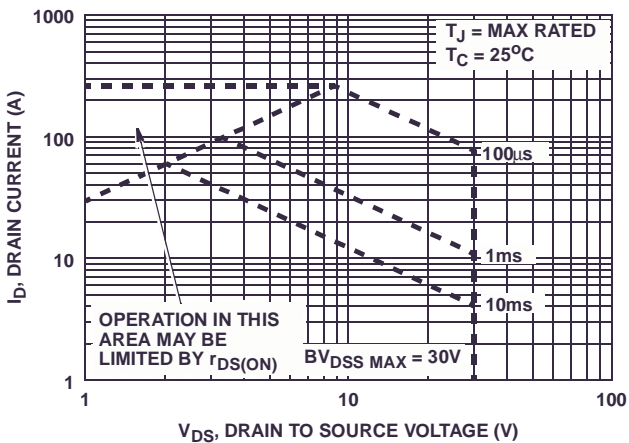 1000
T_J = MAX RATED
T_C = 25°C
100
100μs
10
1ms
10ms
OPERATION IN THIS
AREA MAY BE
LIMITED BY r_DS(ON)
BV_DSS MAX = 30V
1
1
10
100
I_D, DRAIN CURRENT (A)
V_DS, DRAIN TO SOURCE VOLTAGE (V)